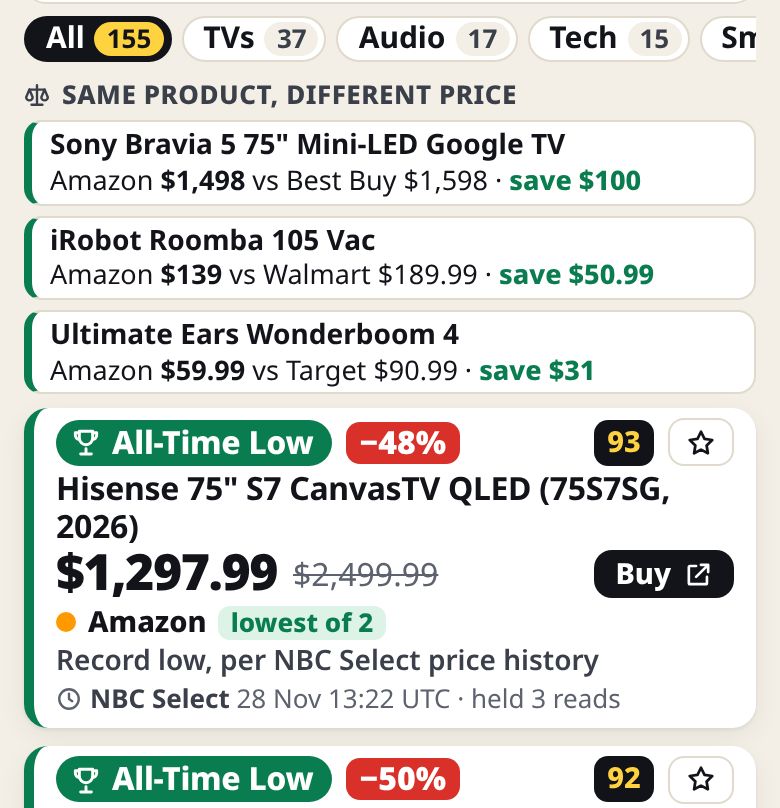 All 155 TVs 37 Audio 17 Tech 15
SAME PRODUCT, DIFFERENT PRICE
Sony Bravia 5 75" Mini-LED Google TV
Amazon $1,498 vs Best Buy $1,598 · save $100
iRobot Roomba 105 Vac
Amazon $139 vs Walmart $189.99 · save $50.99
Ultimate Ears Wonderboom 4
Amazon $59.99 vs Target $90.99 · save $31
All-Time Low −48% 93
Hisense 75" S7 CanvasTV QLED (75S7SG,
2026)
$1,297.99 $2,499.99 Buy
Amazon lowest of 2
Record low, per NBC Select price history
NBC Select 28 Nov 13:22 UTC · held 3 reads
All-Time Low −50% 92